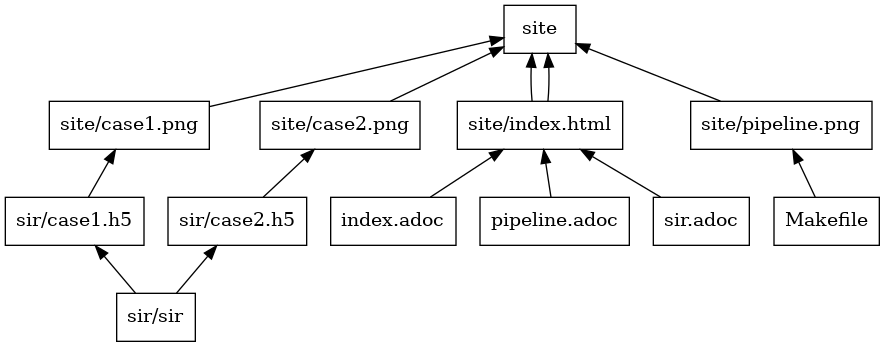 site
site/case1.png
site/case2.png
site/index.html
site/pipeline.png
sir/case1.h5
sir/case2.h5
index.adoc
pipeline.adoc
sir.adoc
Makefile
sir/sir